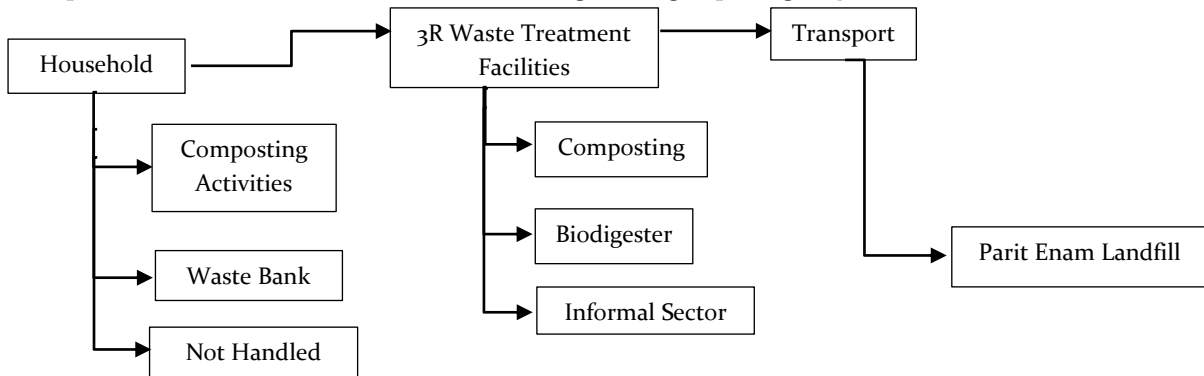 Household
3R Waste Treatment
Facilities
Transport
Composting
Activities
Composting
Waste Bank
Biodigester
Parit Enam Landfill
Informal Sector
Not Handled